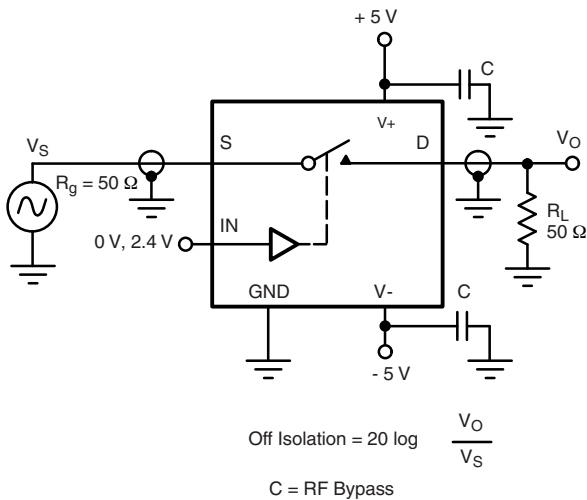 + 5 V
C
V+
VS
S
D
VO
Rg = 50 Ω
RL
50 Ω
0 V, 2.4 V
IN
GND
V-
C
- 5 V
Off Isolation = 20 log VO
VS
C = RF Bypass